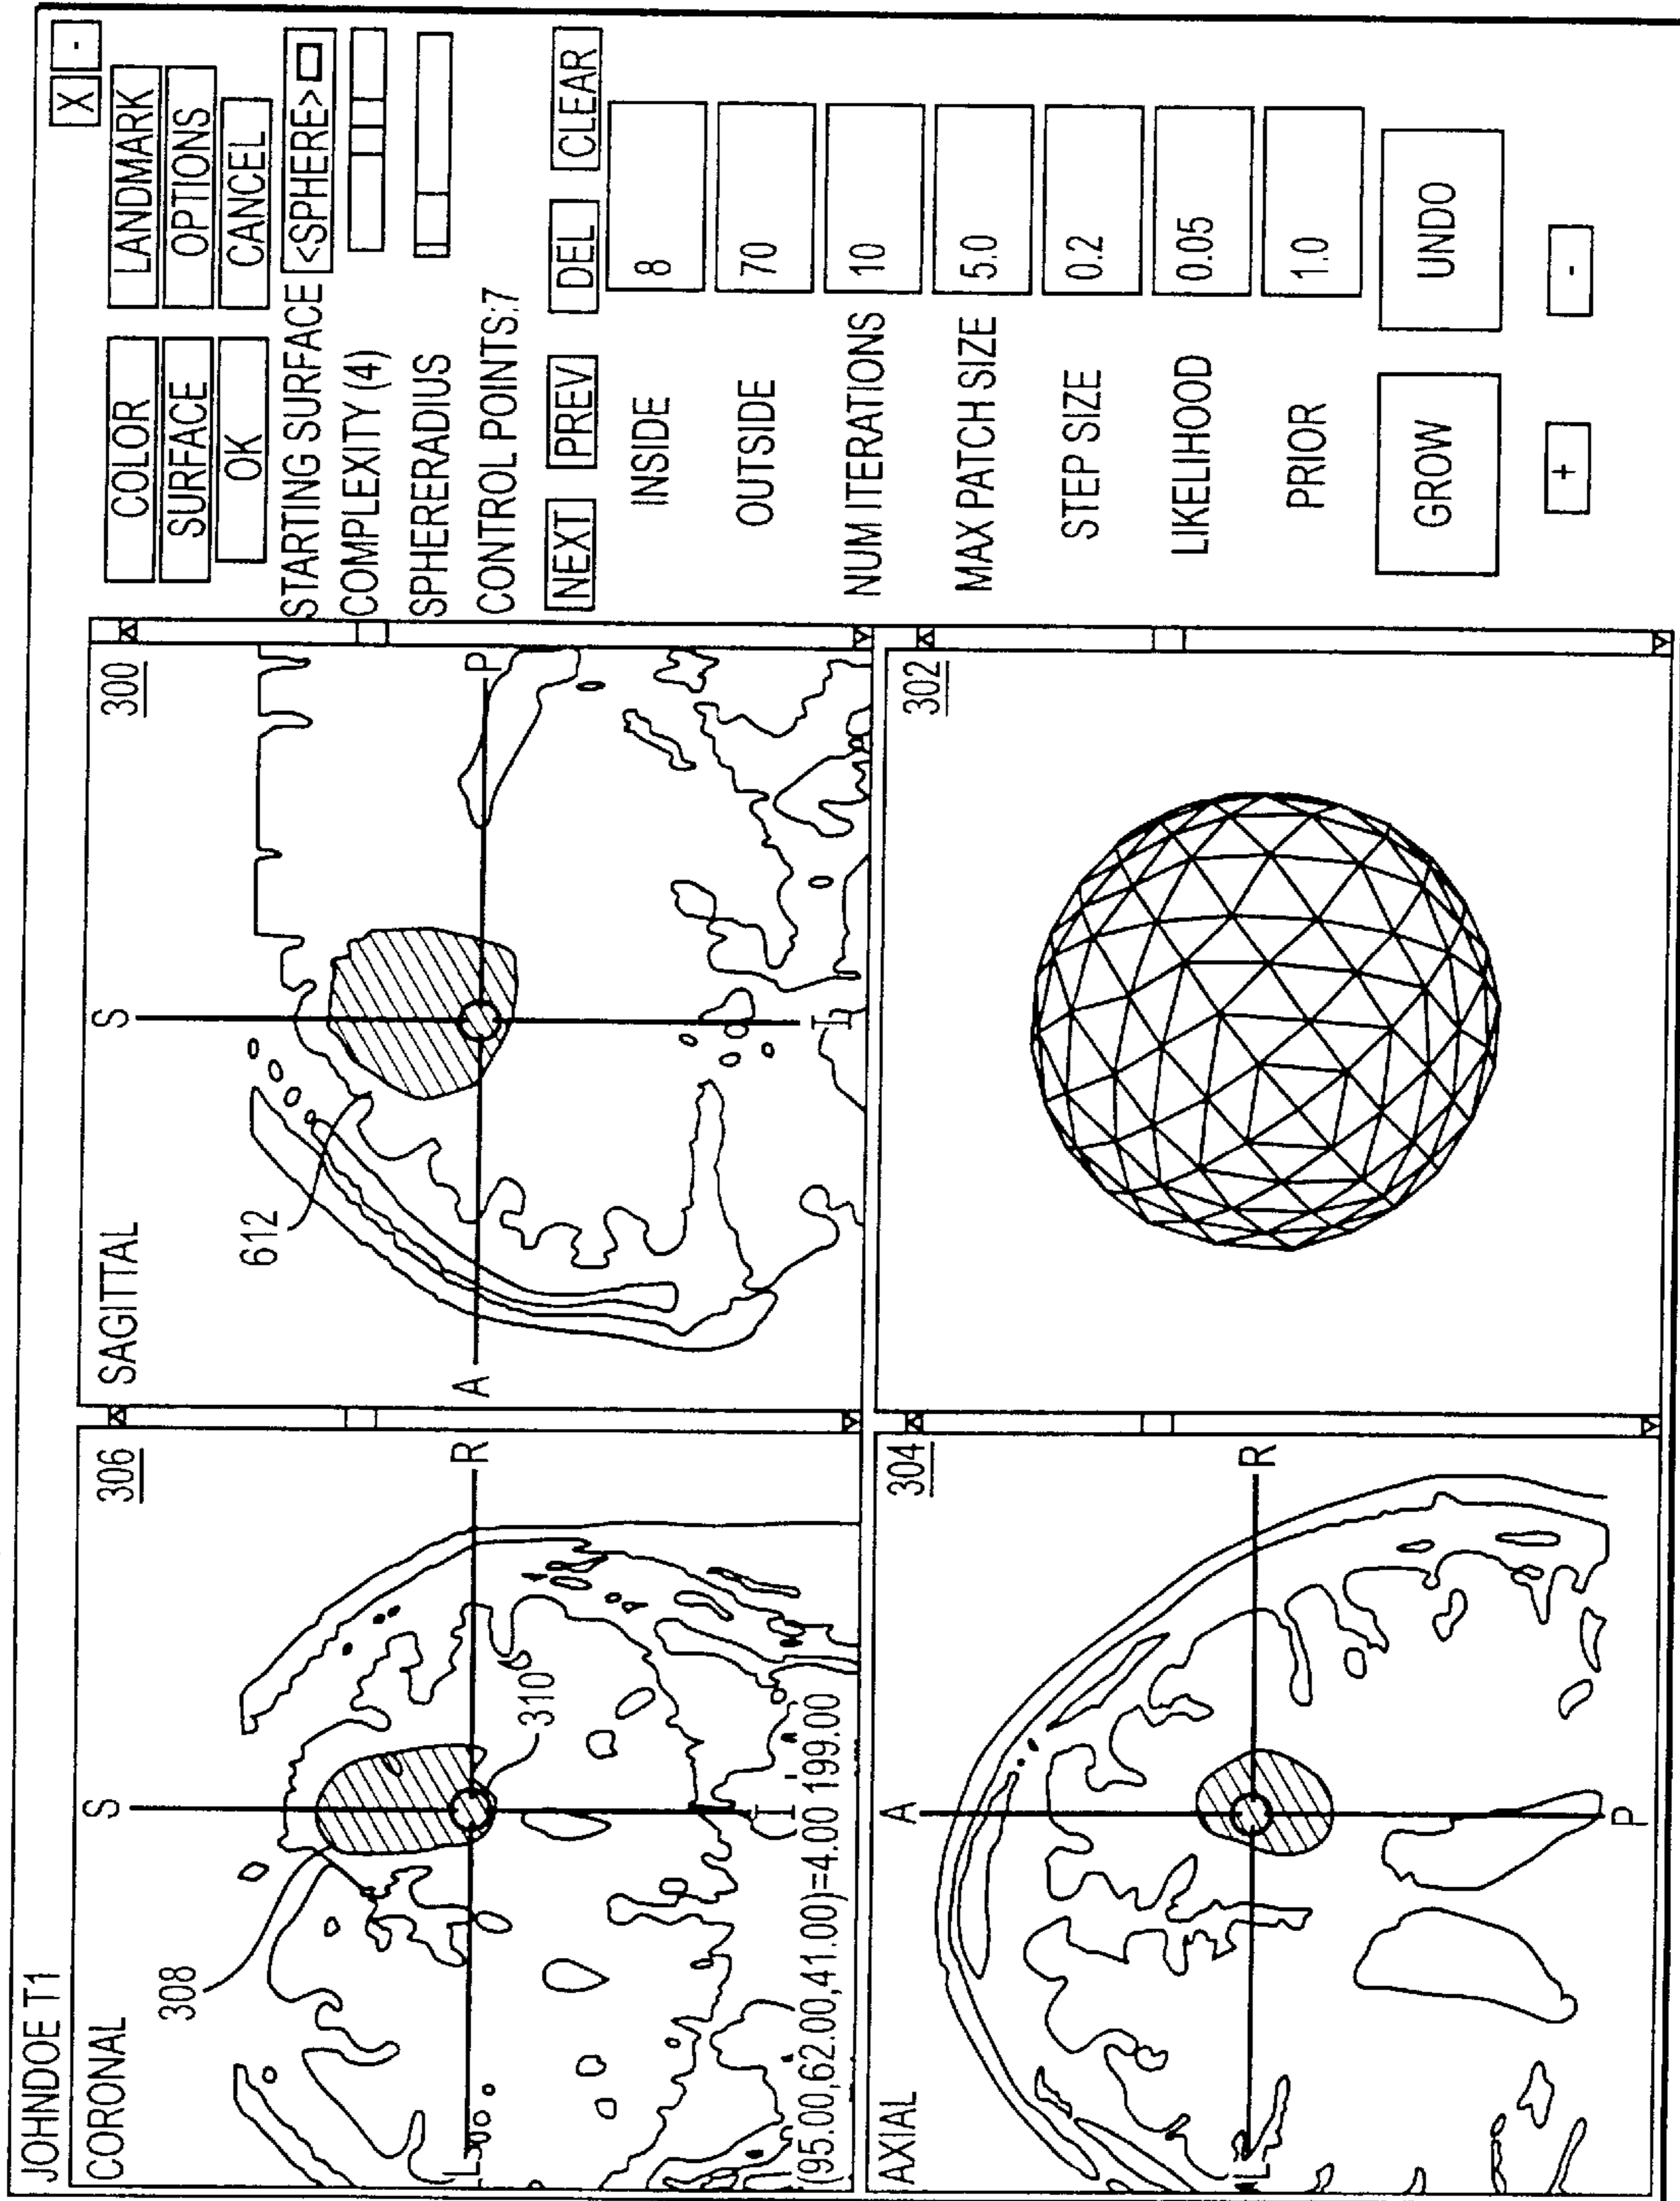 JOHNDOE T1
CORONAL
306
S
308
R
L
310
I
(95.00,62.00,41.00)=4.00 199.00
SAGITTAL
300
S
612
A
P
I
AXIAL
304
A
R
L
P
302
X -
COLOR LANDMARK
SURFACE OPTIONS
OK CANCEL
STARTING SURFACE <SPHERE>
COMPLEXITY (4)
SPHERERADIUS
CONTROL POINTS:7
NEXT PREV DEL CLEAR
INSIDE 8
OUTSIDE 70
NUM ITERATIONS 10
MAX PATCH SIZE 5.0
STEP SIZE 0.2
LIKELIHOOD 0.05
PRIOR 1.0
GROW UNDO
+ -